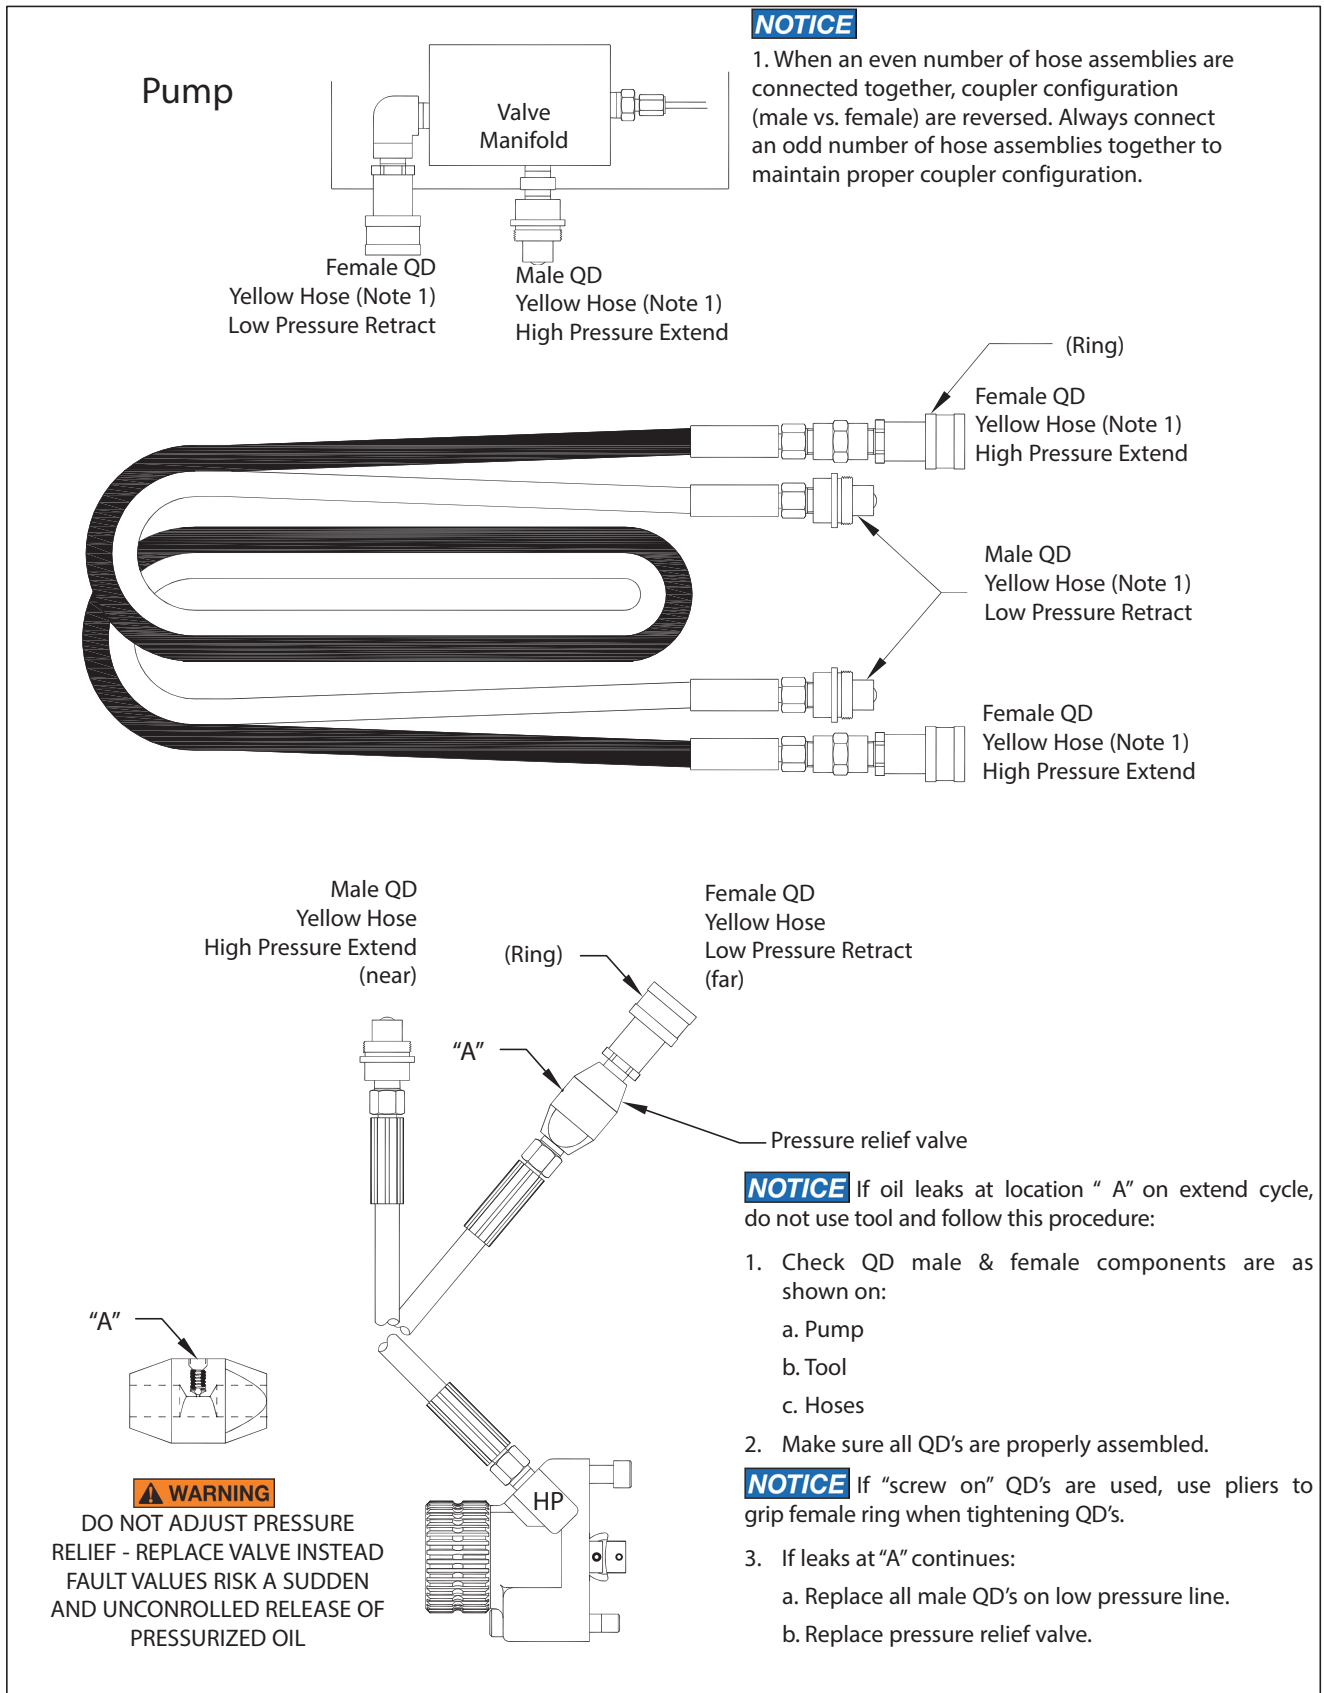 NOTICE
1. When an even number of hose assemblies are
connected together, coupler configuration
(male vs. female) are reversed. Always connect
an odd number of hose assemblies together to
maintain proper coupler configuration.
Pump
Valve
Manifold
Female QD
Yellow Hose (Note 1)
Low Pressure Retract
Male QD
Yellow Hose (Note 1)
High Pressure Extend
(Ring)
Female QD
Yellow Hose (Note 1)
High Pressure Extend
Male QD
Yellow Hose (Note 1)
Low Pressure Retract
Female QD
Yellow Hose (Note 1)
High Pressure Extend
Male QD
Yellow Hose
High Pressure Extend
(near)
(Ring)
Female QD
Yellow Hose
Low Pressure Retract
(far)
“A”
Pressure relief valve
NOTICE If oil leaks at location “ A” on extend cycle,
do not use tool and follow this procedure:
1. Check QD male & female components are as
shown on:
a. Pump
b. Tool
c. Hoses
2. Make sure all QD’s are properly assembled.
NOTICE If “screw on” QD’s are used, use pliers to
grip female ring when tightening QD’s.
3. If leaks at “A” continues:
a. Replace all male QD’s on low pressure line.
b. Replace pressure relief valve.
“A”
HP
WARNING
DO NOT ADJUST PRESSURE
RELIEF - REPLACE VALVE INSTEAD
FAULT VALUES RISK A SUDDEN
AND UNCONROLLED RELEASE OF
PRESSURIZED OIL